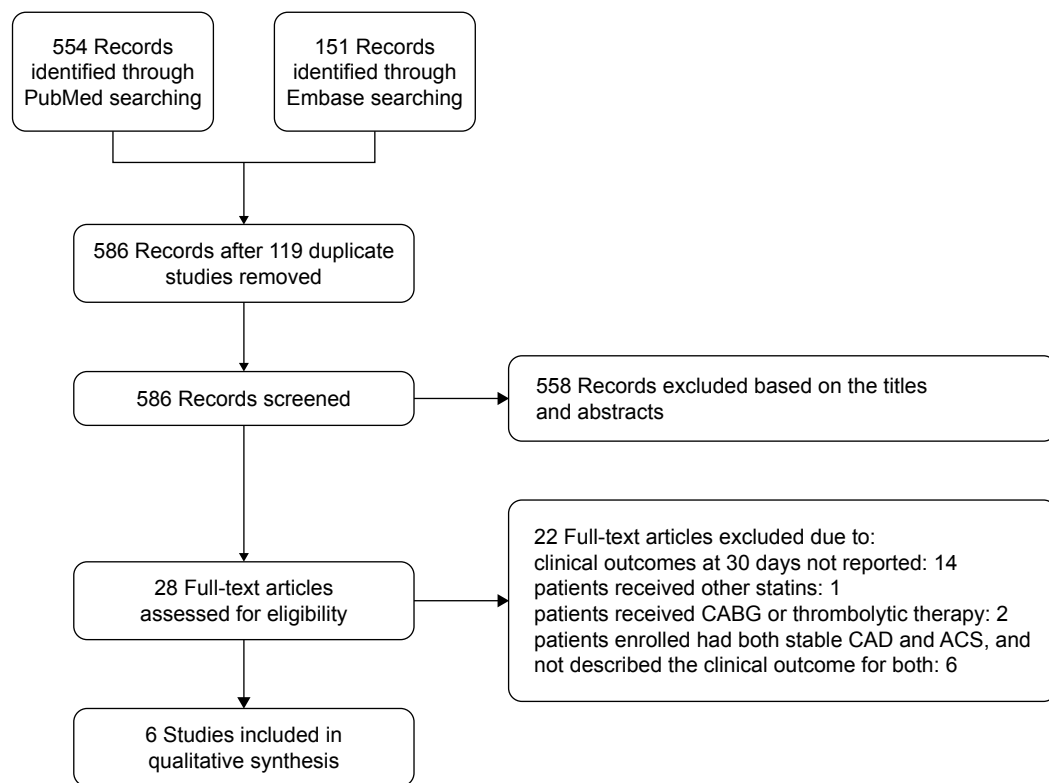 554 Records
identified through
PubMed searching
151 Records
identified through
Embase searching
586 Records after 119 duplicate
studies removed
586 Records screened
558 Records excluded based on the titles
and abstracts
28 Full-text articles
assessed for eligibility
22 Full-text articles excluded due to:
clinical outcomes at 30 days not reported: 14
patients received other statins: 1
patients received CABG or thrombolytic therapy: 2
patients enrolled had both stable CAD and ACS, and
not described the clinical outcome for both: 6
6 Studies included in
qualitative synthesis